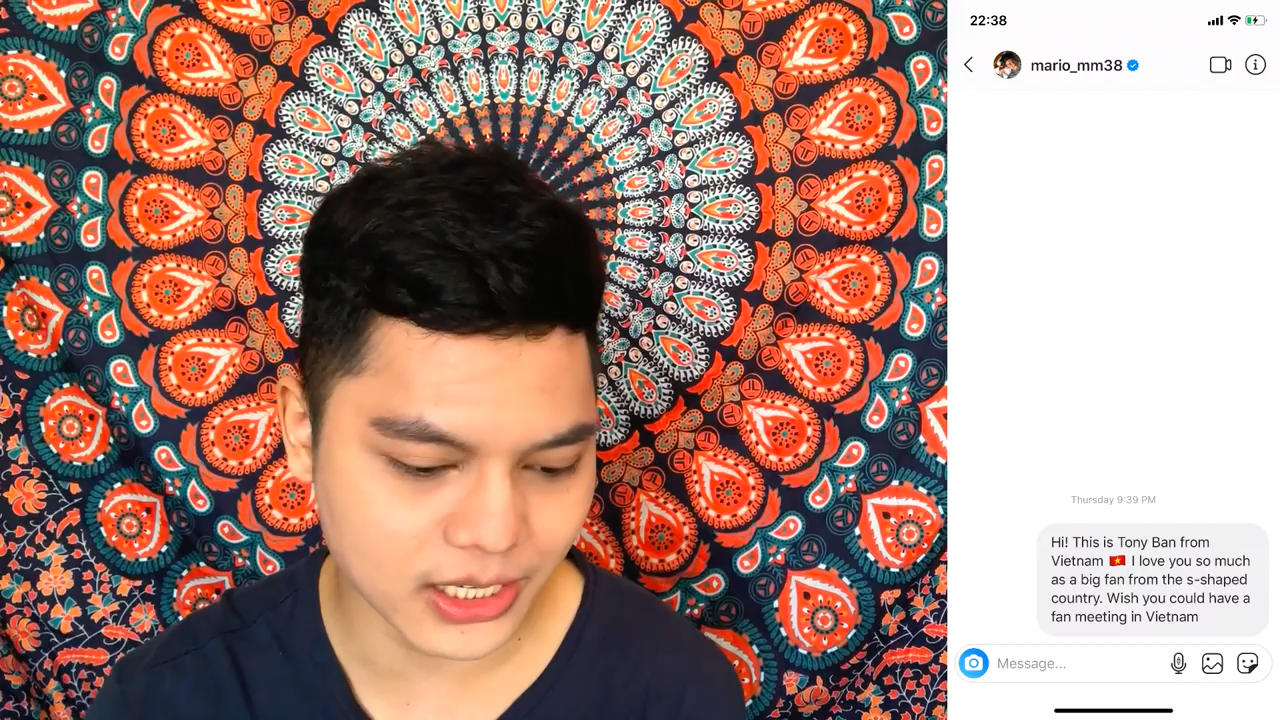 22:38
mario_mm38
Thursday 9:39 PM
Hi! This is Tony Ban from
Vietnam 🇻🇳 I love you so much
as a big fan from the s-shaped
country. Wish you could have a
fan meeting in Vietnam
Message...